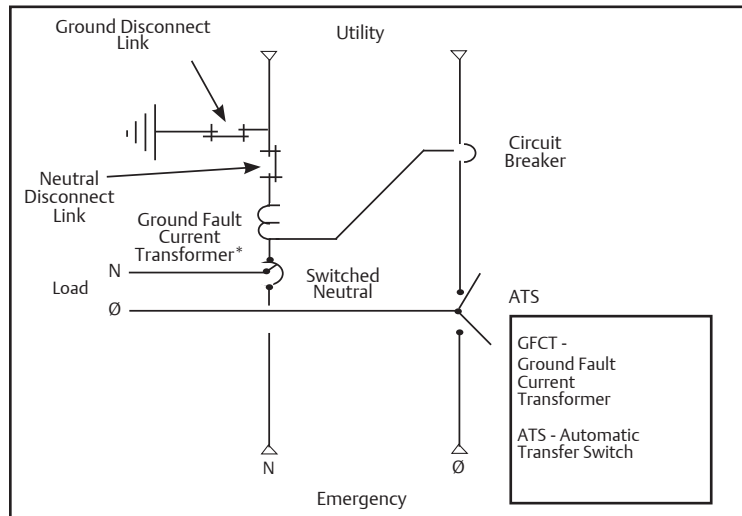 Ground Disconnect
Link
Utility
Circuit
Breaker
Neutral
Disconnect
Link
Ground Fault
Current
Transformer*
N
Switched
Neutral
Load
Ø
ATS
GFCT -
Ground Fault
Current
Transformer
ATS - Automatic
Transfer Switch
N
Ø
Emergency